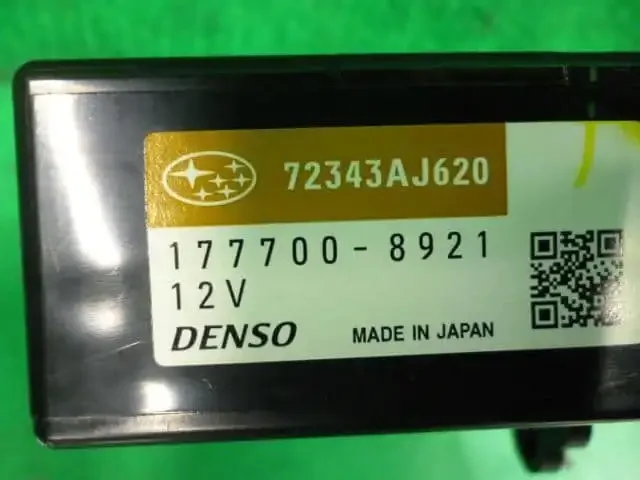 72343AJ620
177700-8921
12V
DENSO
MADE IN JAPAN